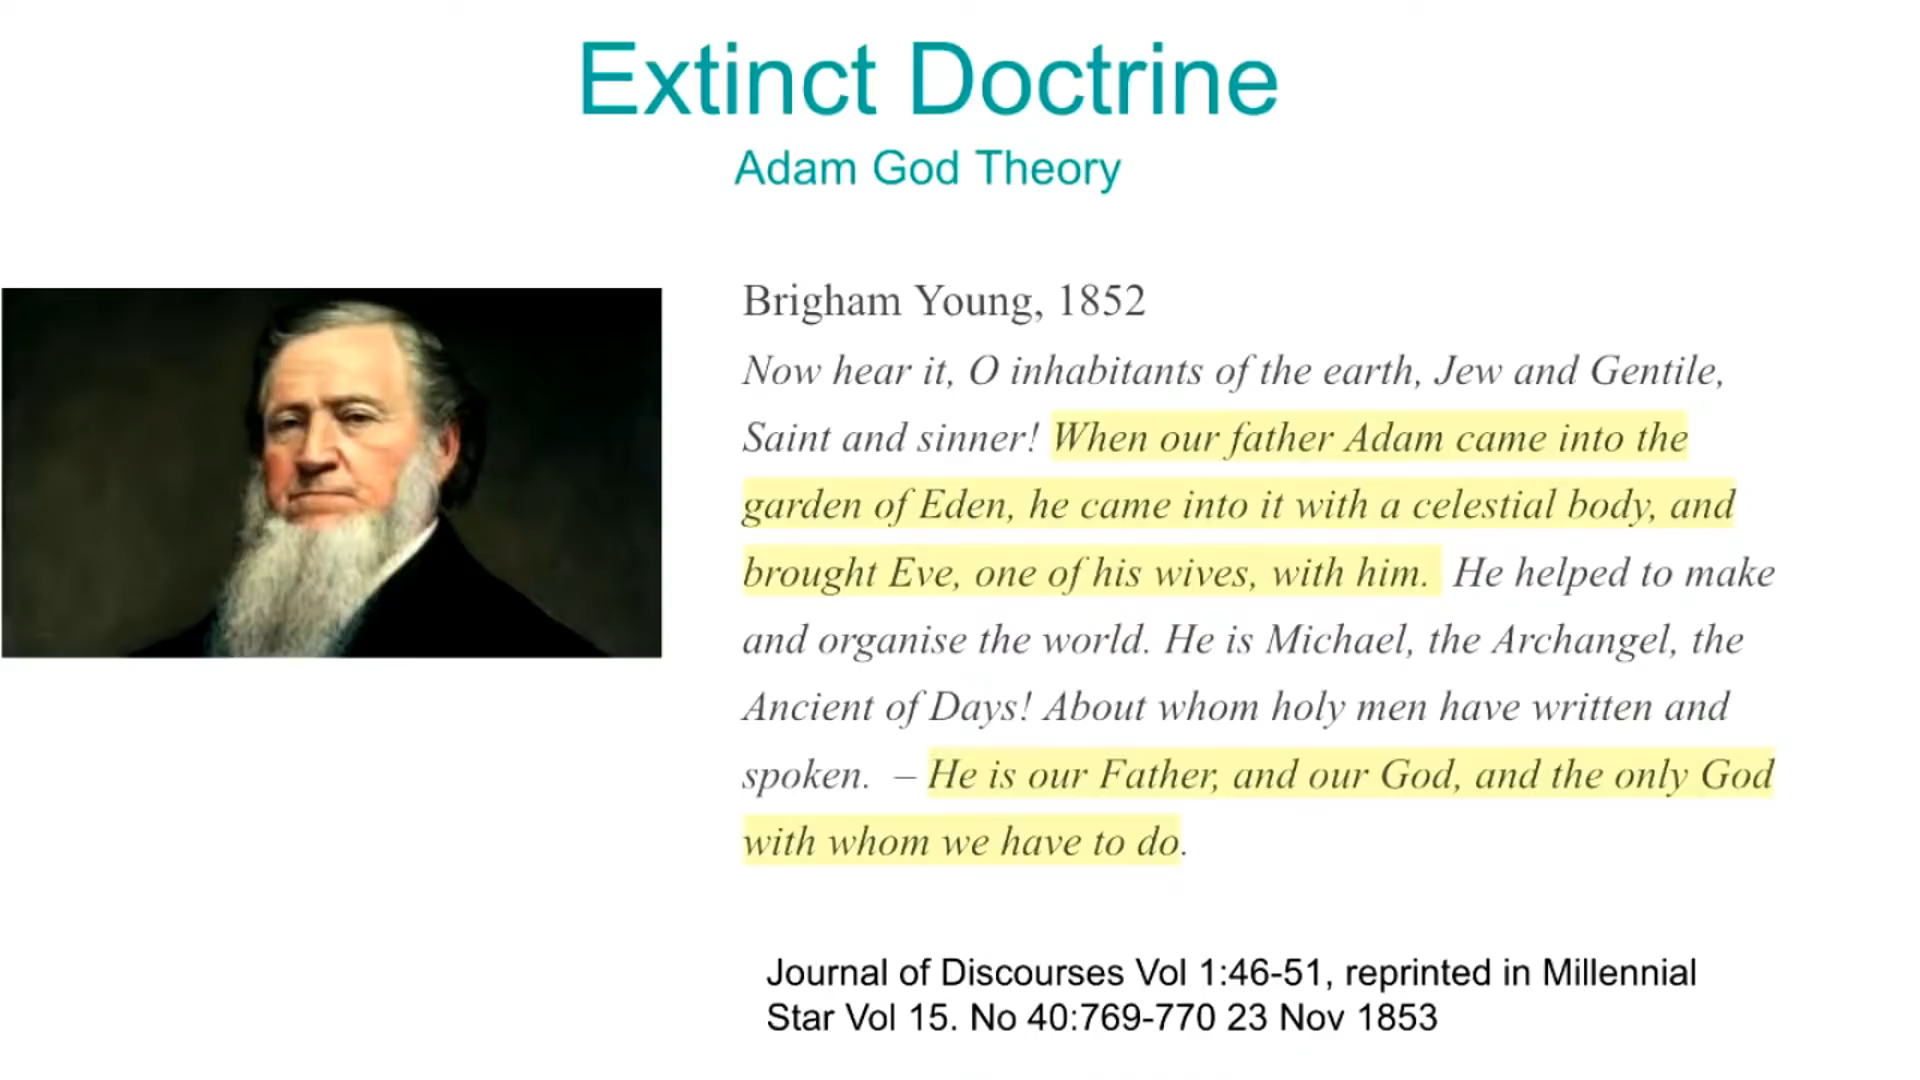 Extinct Doctrine
Adam God Theory
Brigham Young, 1852
Now hear it, O inhabitants of the earth, Jew and Gentile,
Saint and sinner! When our father Adam came into the
garden of Eden, he came into it with a celestial body, and
brought Eve, one of his wives, with him. He helped to make
and organise the world. He is Michael, the Archangel, the
Ancient of Days! About whom holy men have written and
spoken. – He is our Father, and our God, and the only God
with whom we have to do.
Journal of Discourses Vol 1:46-51, reprinted in Millennial
Star Vol 15. No 40:769-770 23 Nov 1853